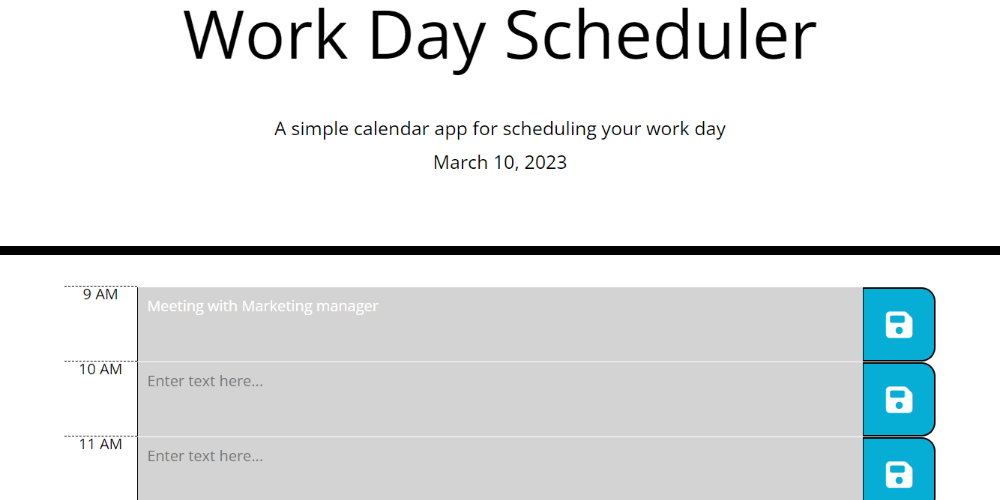 Work Day Scheduler
A simple calendar app for scheduling your work day
March 10, 2023
9 AM
Meeting with Marketing manager
10 AM
Enter text here...
11 AM
Enter text here...